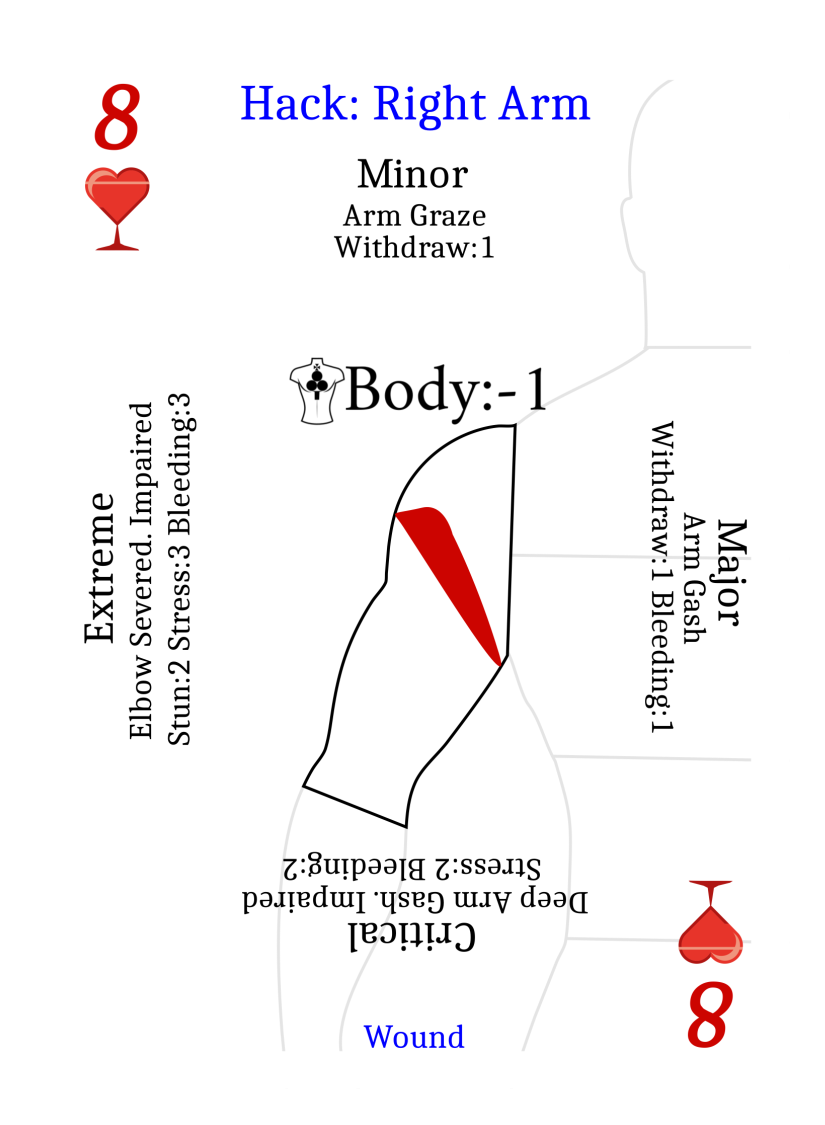 8
Hack: Right Arm
Minor
Arm Graze
Withdraw:1
Body:-1
Extreme
Elbow Severed. Impaired
Stun:2 Stress:3 Bleeding:3
Major
Arm Gash
Withdraw:1 Bleeding:1
Critical
Deep Arm Gash. Impaired
Stress:2 Bleeding:2
8
Wound